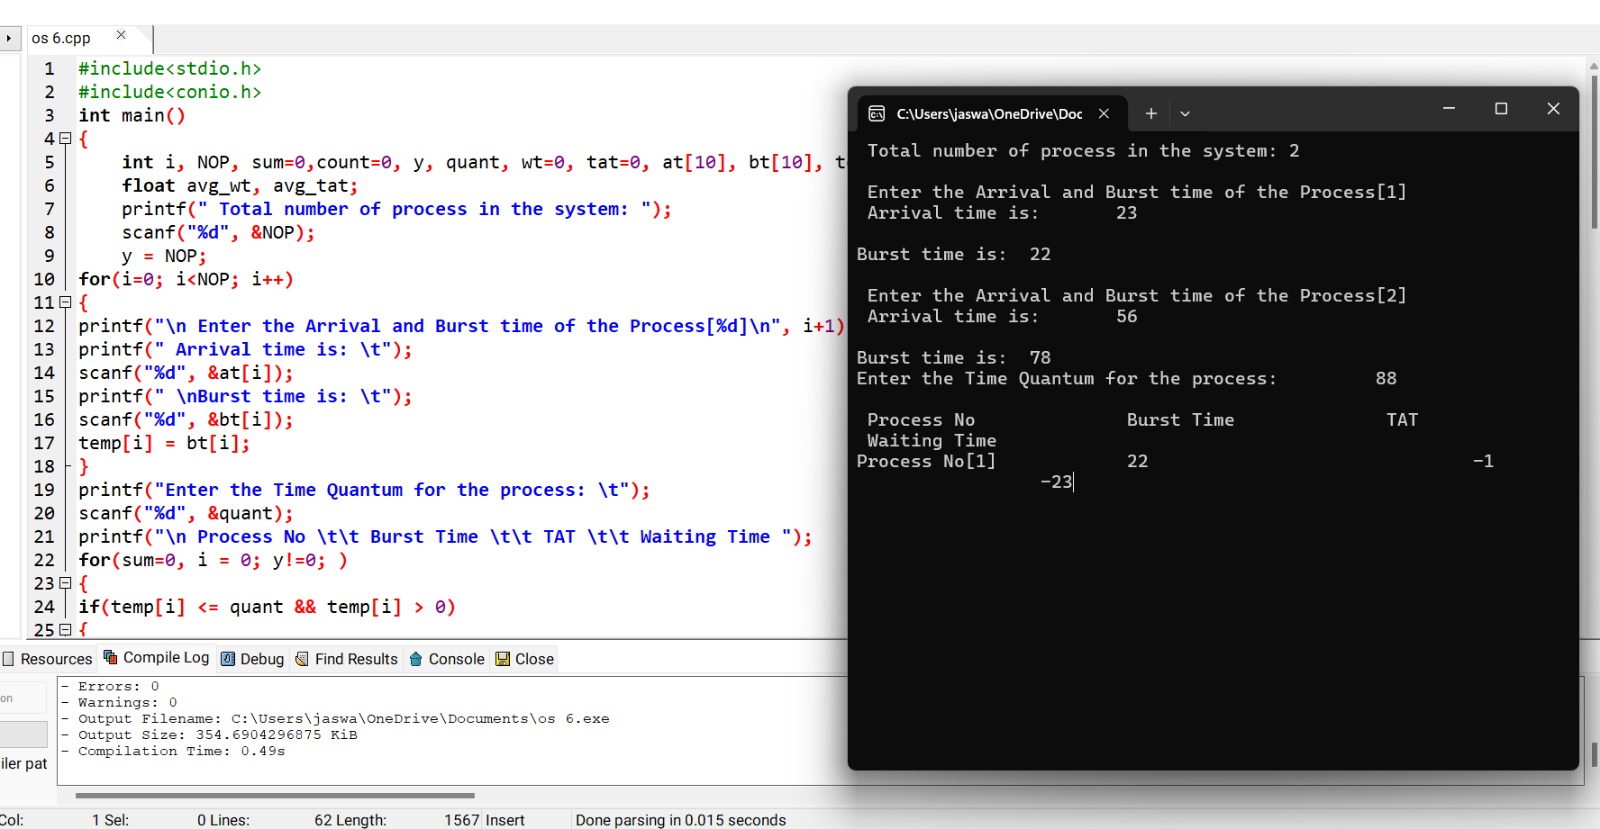 os 6.cpp
1 #include<stdio.h>
2 #include<conio.h>
3 int main()
4 {
5 int i, NOP, sum=0,count=0, y, quant, wt=0, tat=0, at[10], bt[10], t
6 float avg_wt, avg_tat;
7 printf(" Total number of process in the system: ");
8 scanf("%d", &NOP);
9 y = NOP;
10 for(i=0; i<NOP; i++)
11 {
12 printf("\n Enter the Arrival and Burst time of the Process[%d]\n", i+1)
13 printf(" Arrival time is: \t");
14 scanf("%d", &at[i]);
15 printf(" \nBurst time is: \t");
16 scanf("%d", &bt[i]);
17 temp[i] = bt[i];
18 }
19 printf("Enter the Time Quantum for the process: \t");
20 scanf("%d", &quant);
21 printf("\n Process No \t\t Burst Time \t\t TAT \t\t Waiting Time ");
22 for(sum=0, i = 0; y!=0; )
23 {
24 if(temp[i] <= quant && temp[i] > 0)
25 {
C:\Users\jaswa\OneDrive\Doc
Total number of process in the system: 2
Enter the Arrival and Burst time of the Process[1]
Arrival time is: 23
Burst time is: 22
Enter the Arrival and Burst time of the Process[2]
Arrival time is: 56
Burst time is: 78
Enter the Time Quantum for the process: 88
Process No Burst Time TAT
Waiting Time
Process No[1] 22 -1
-23
Resources Compile Log Debug Find Results Console Close
on
iler pat
- Errors: 0
- Warnings: 0
- Output Filename: C:\Users\jaswa\OneDrive\Documents\os 6.exe
- Output Size: 354.6904296875 KiB
- Compilation Time: 0.49s
Col: 1 Sel: 0 Lines: 62 Length: 1567 Insert Done parsing in 0.015 seconds